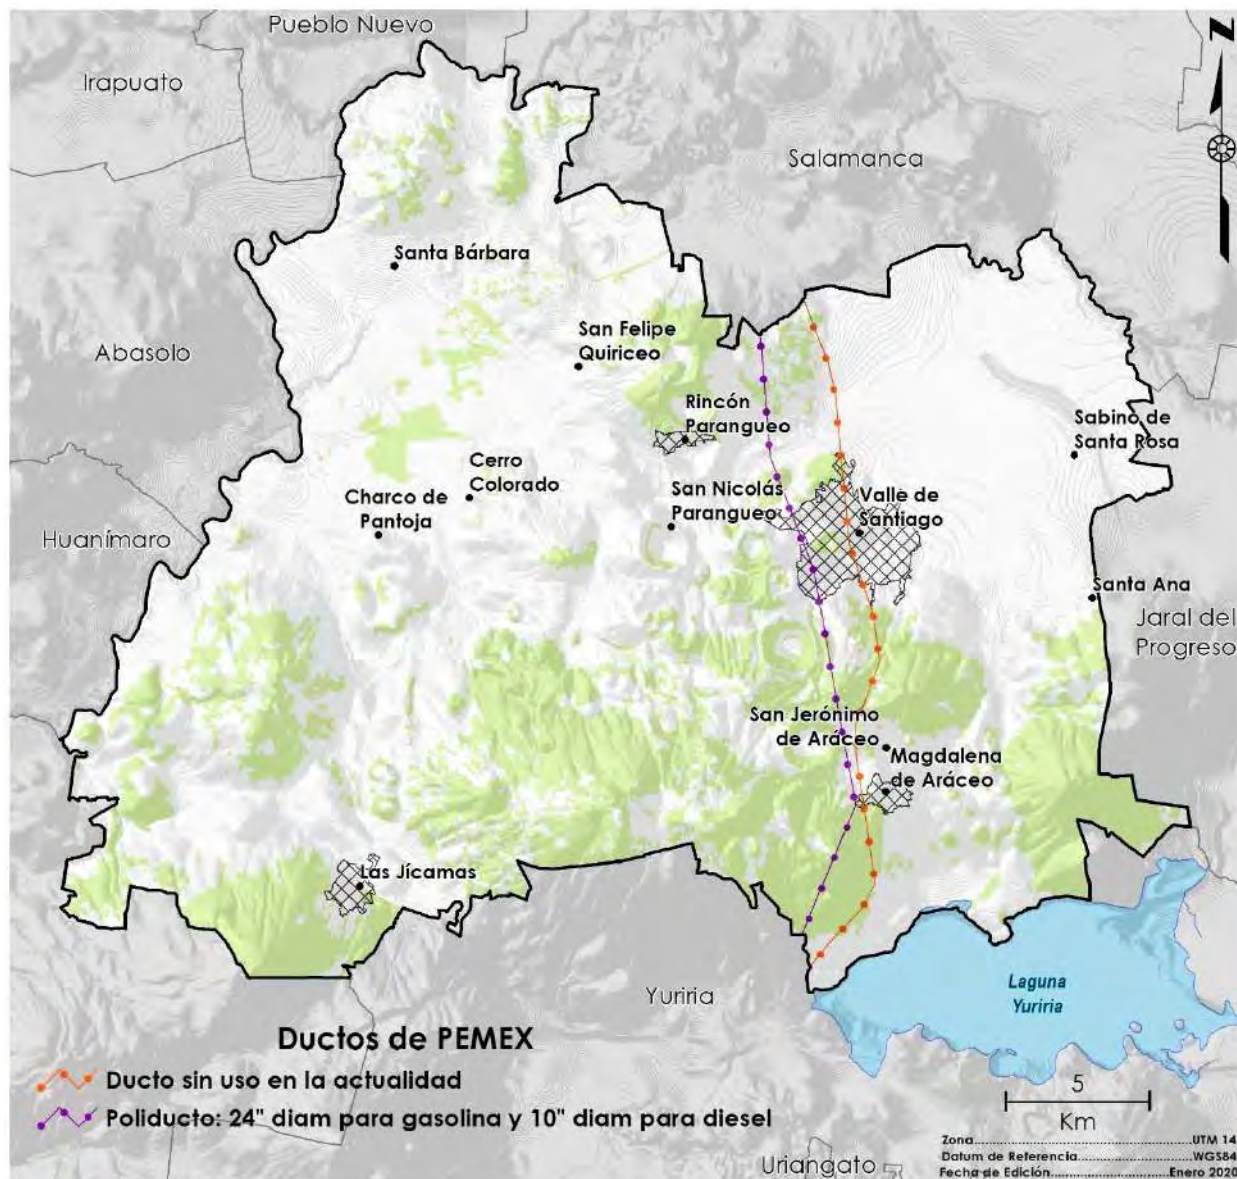 Pueblo Nuevo
Irapuato
Z
Salamanca
Santa Bárbara
San Felipe
Quiriceo
Abasolo
Rincón
Parangueo
Sabino de
Santa Rosa
Cerro
Colorado
Charco de
Pantoja
San Nicolás
Parangueo
Valle de
Santiago
Huanímaro
Santa Ana
Jaral del
Progreso
San Jerónimo
de Aráceo
Magdalena
de Aráceo
Las Jícamas
Yuriria
Laguna
Yuriria
Ductos de PEMEX
Ducto sin uso en la actualidad
Poliducto: 24" diam para gasolina y 10" diam para diesel
5
Km
Uriangato
Zona......UTM 14
Datum de Referencia......WGS84
Fecha de Edición......Enero 2020